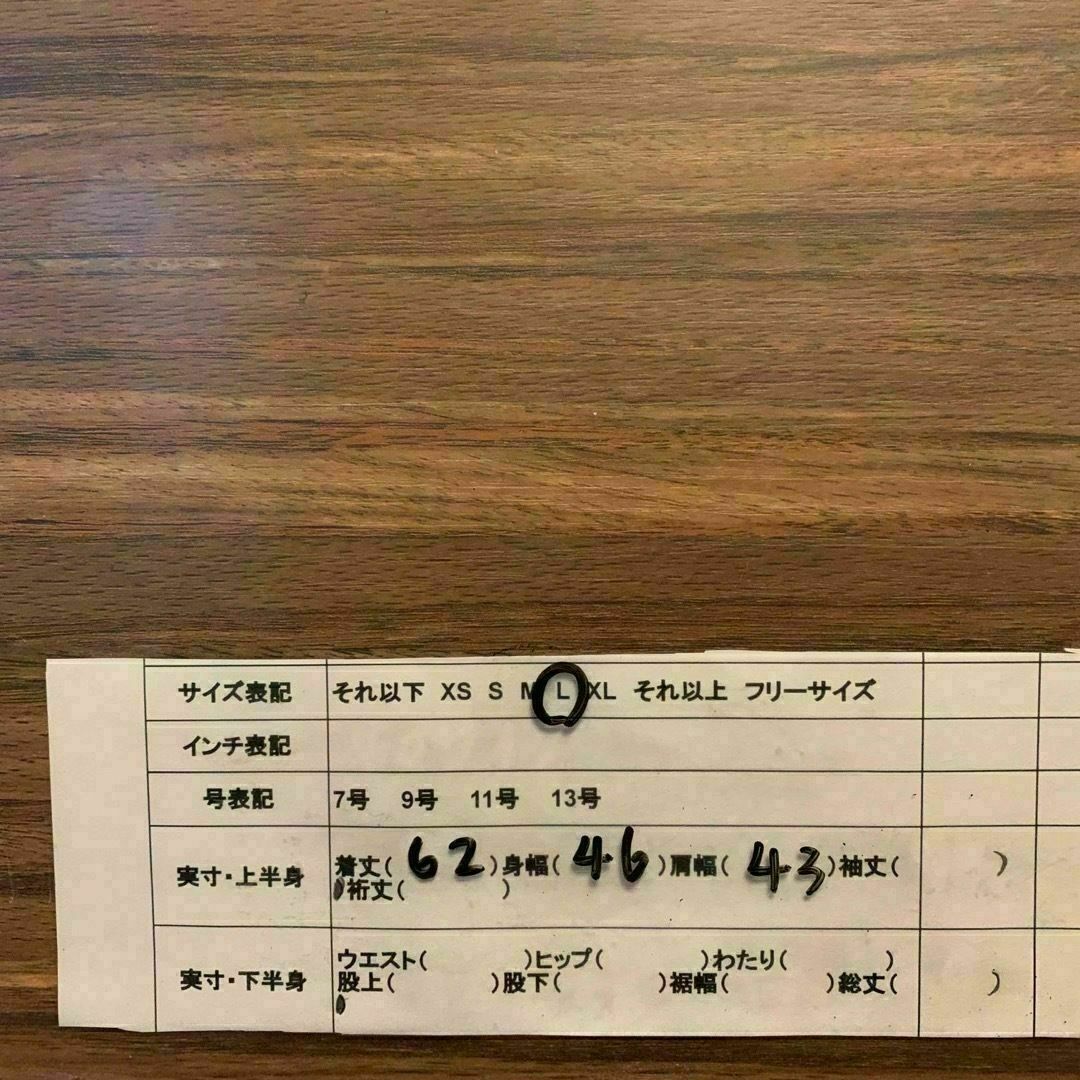 サイズ表記 それ以下 XS S M L XL それ以上 フリーサイズ
インチ表記
号表記 7号 9号 11号 13号
実寸・上半身 着丈( 62 )身幅( 46 )肩幅( 43 )袖丈( )
裄丈( )
実寸・下半身 ウエスト( )ヒップ( )わたり( )
股上( )股下( )裾幅( )総丈( )